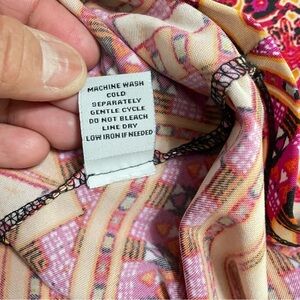 MACHINE WASH
COLD
SEPARATELY
GENTLE CYCLE
DO NOT BLEACH
LINE DRY
LOW IRON IF NEEDED